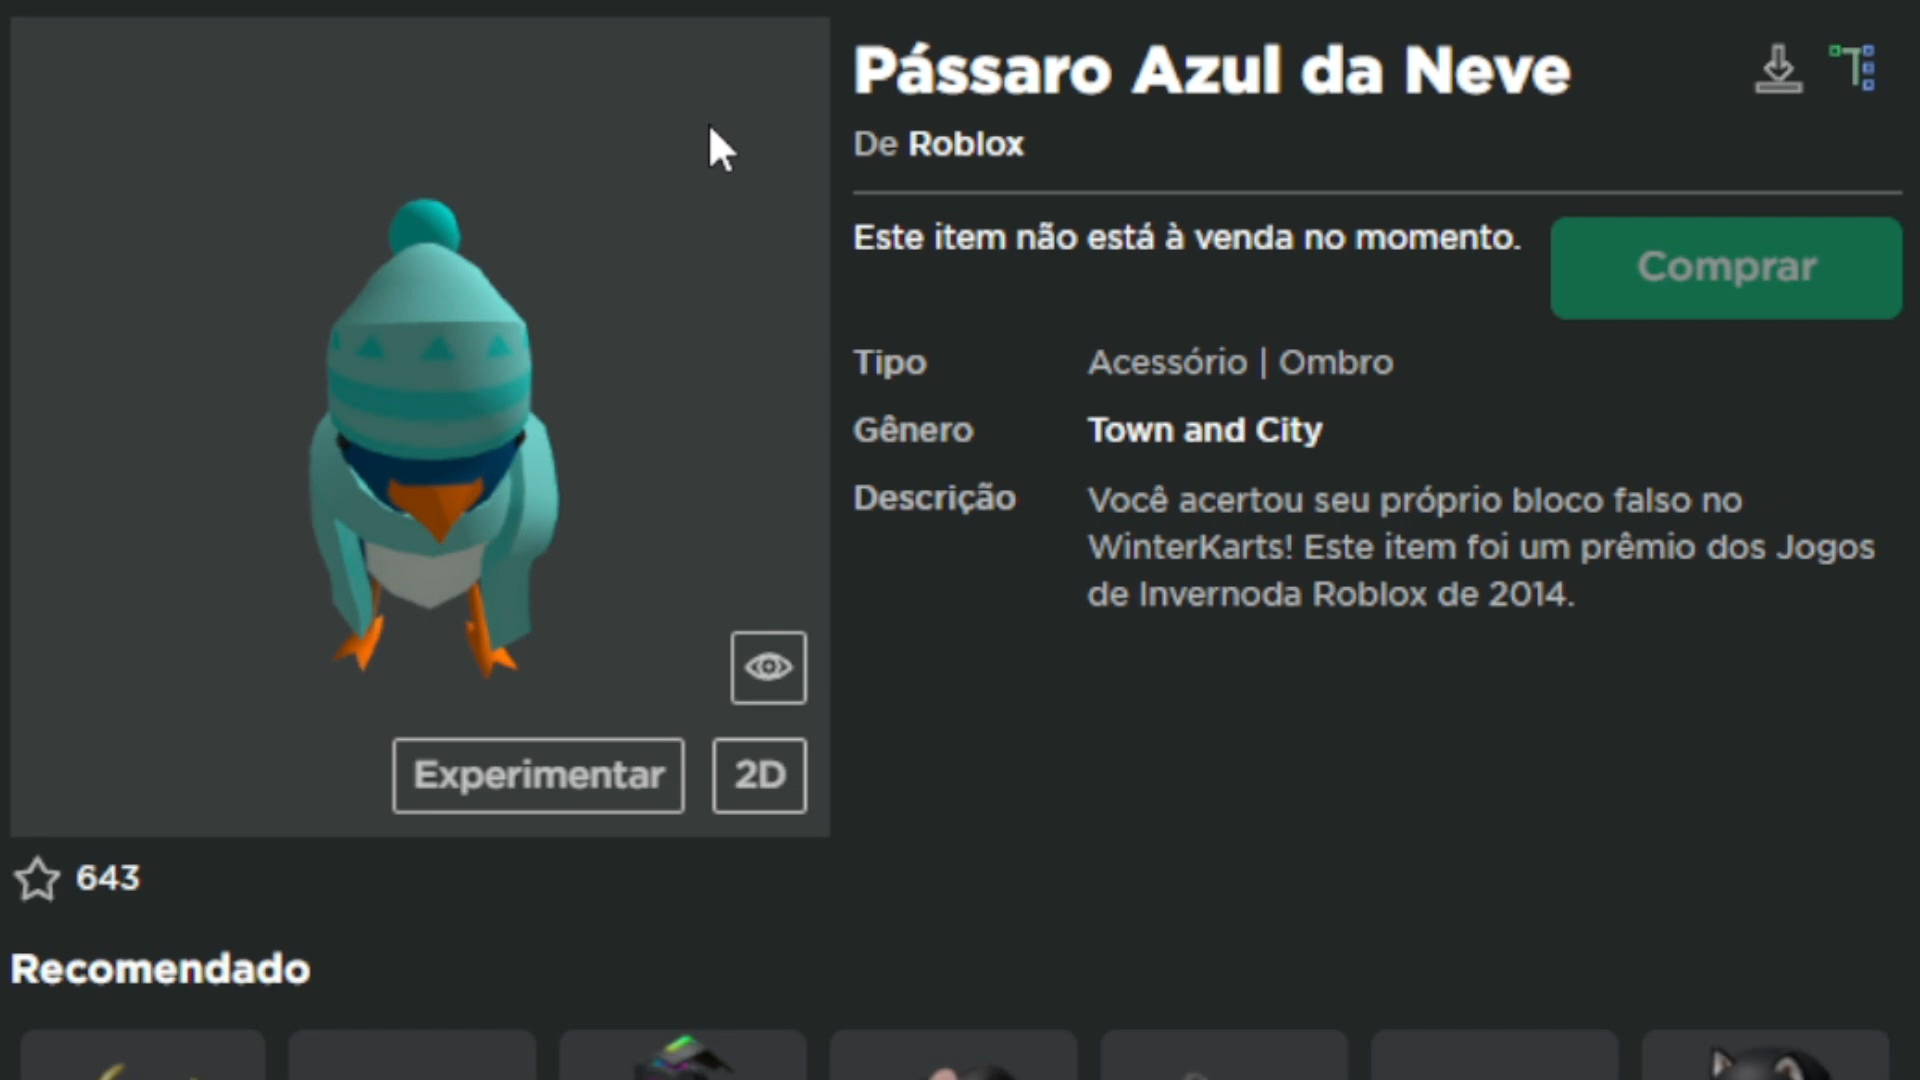 Pássaro Azul da Neve
De Roblox
Este item não está à venda no momento.
Comprar
Tipo
Acessório | Ombro
Gênero
Town and City
Descrição
Você acertou seu próprio bloco falso no
WinterKarts! Este item foi um prêmio dos Jogos
de Invernoda Roblox de 2014.
Experimentar
2D
643
Recomendado